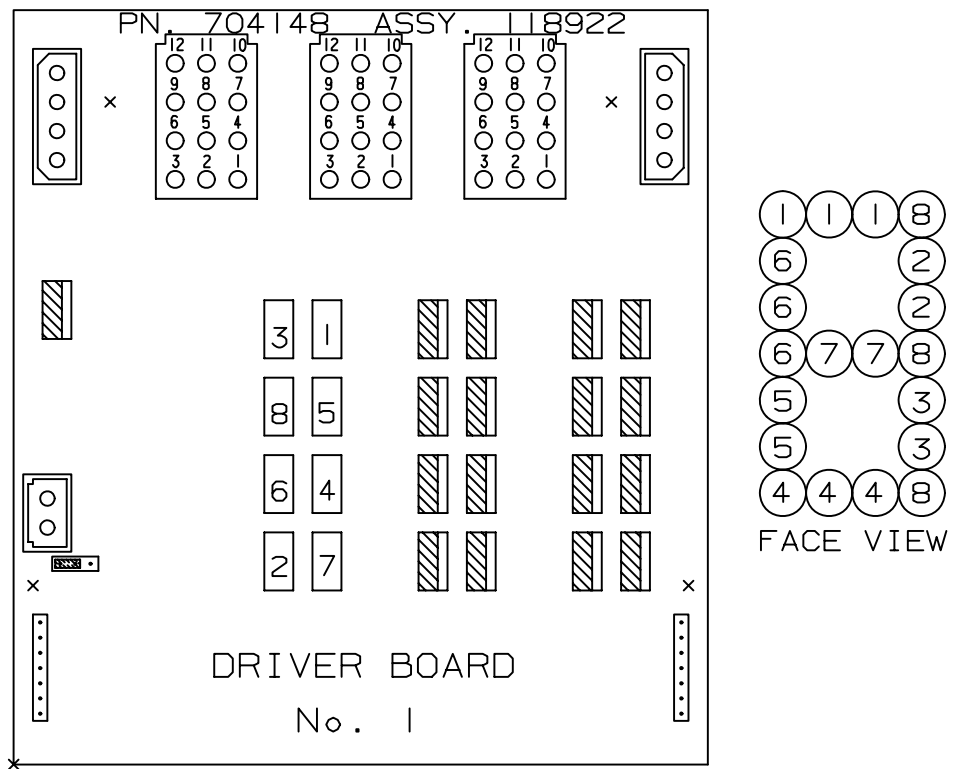 PN. 704148 ASSY. 118922
12 11 10 12 11 10 12 11 10
9 8 7 9 8 7 9 8 7
6 5 4 6 5 4 6 5 4
3 2 1 3 2 1 3 2 1
1 1 1 8
6 2
6 2
6 7 7 8
5 3
5 3
4 4 4 8
FACE VIEW
3 1
8 5
6 4
2 7
DRIVER BOARD
No. 1